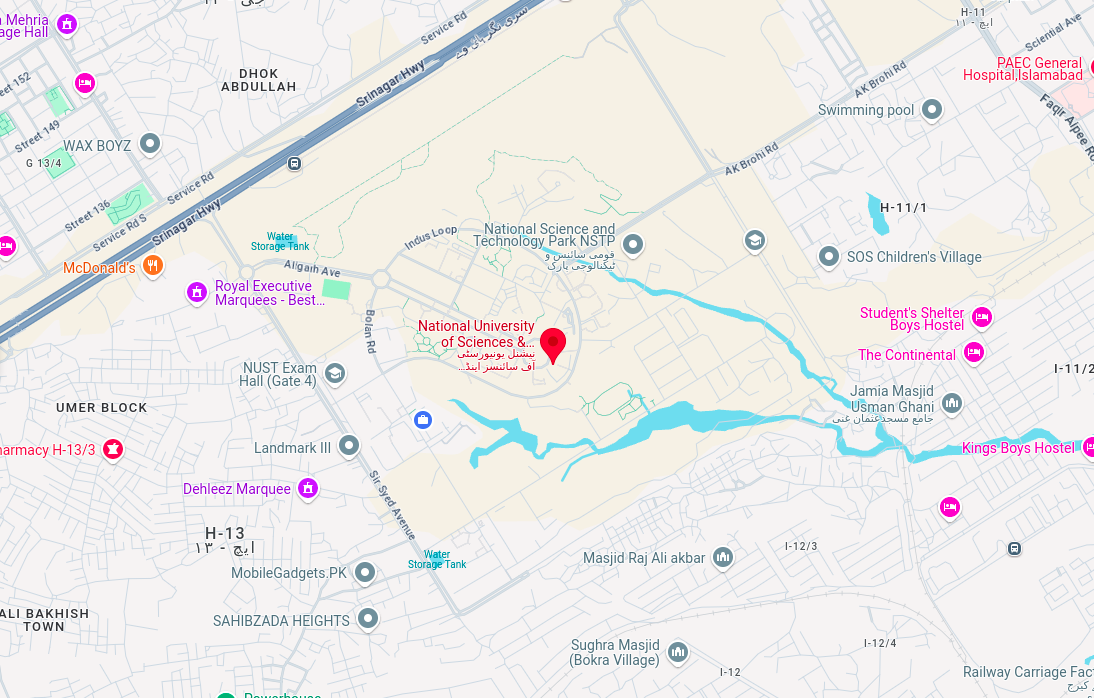 Mehria
age Hall
Service Rd
سری نگر ہائی وے
Srinagar Hwy
H-11
ایچ - ١١
Sciential Ave
PAEC General
Hospital,Islamabad
DHOK
ABDULLAH
AK Brohi Rd
Swimming pool
Faqir Aipee Roa
Street 152
Street 149
WAX BOYZ
G 13/4
Service Rd
AK Brohi Rd
Street 136
Service Rd S
Srinagar Hwy
H-11/1
Water
Storage Tank
Indus Loop
National Science and
Technology Park NSTP
قومی سائنس و
ٹیکنالوجی پارک
SOS Children's Village
McDonald's
Aligarh Ave
Royal Executive
Marquees - Best...
Bolan Rd
Student's Shelter
Boys Hostel
National University
of Sciences &...
نیشنل یونیورسٹی
آف سائنسز اینڈ...
The Continental
I-11/2
NUST Exam
Hall (Gate 4)
Jamia Masjid
Usman Ghani
جامع مسجد عثمان غنی
UMER BLOCK
harmacy H-13/3
Landmark III
Kings Boys Hostel
Dehleez Marquee
Sir Syed Avenue
H-13
ایچ - ١٣
Water
Storage Tank
Masjid Raj Ali akbar
I-12/3
MobileGadgets.PK
ALI BAKHISH
TOWN
SAHIBZADA HEIGHTS
Sughra Masjid
(Bokra Village)
I-12/4
I-12
Railway Carriage Fact
Powerhouse